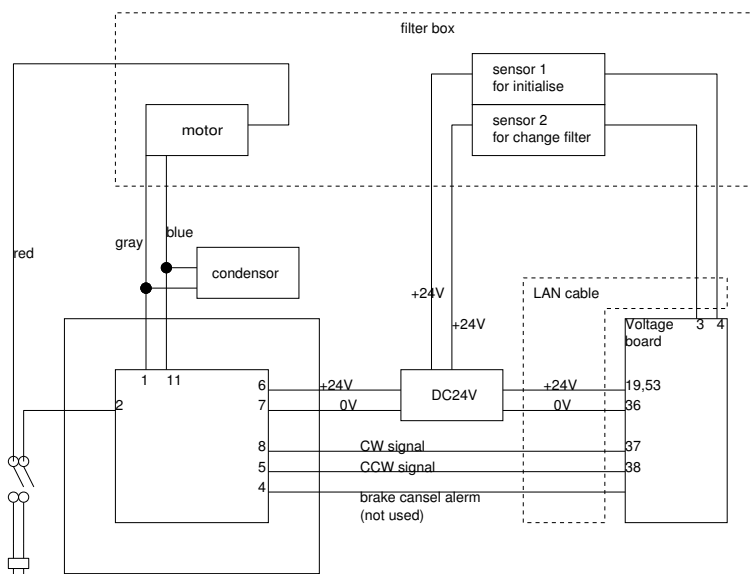 filter box
sensor 1
for initialise
sensor 2
for change filter
motor
blue
gray
red
condensor
+24V
LAN cable
+24V
Voltage
board
3 4
1 11
6 +24V DC24V +24V 19,53
2 7 0V 0V 36
8 CW signal 37
5 CCW signal 38
4 brake cansel alerm
(not used)